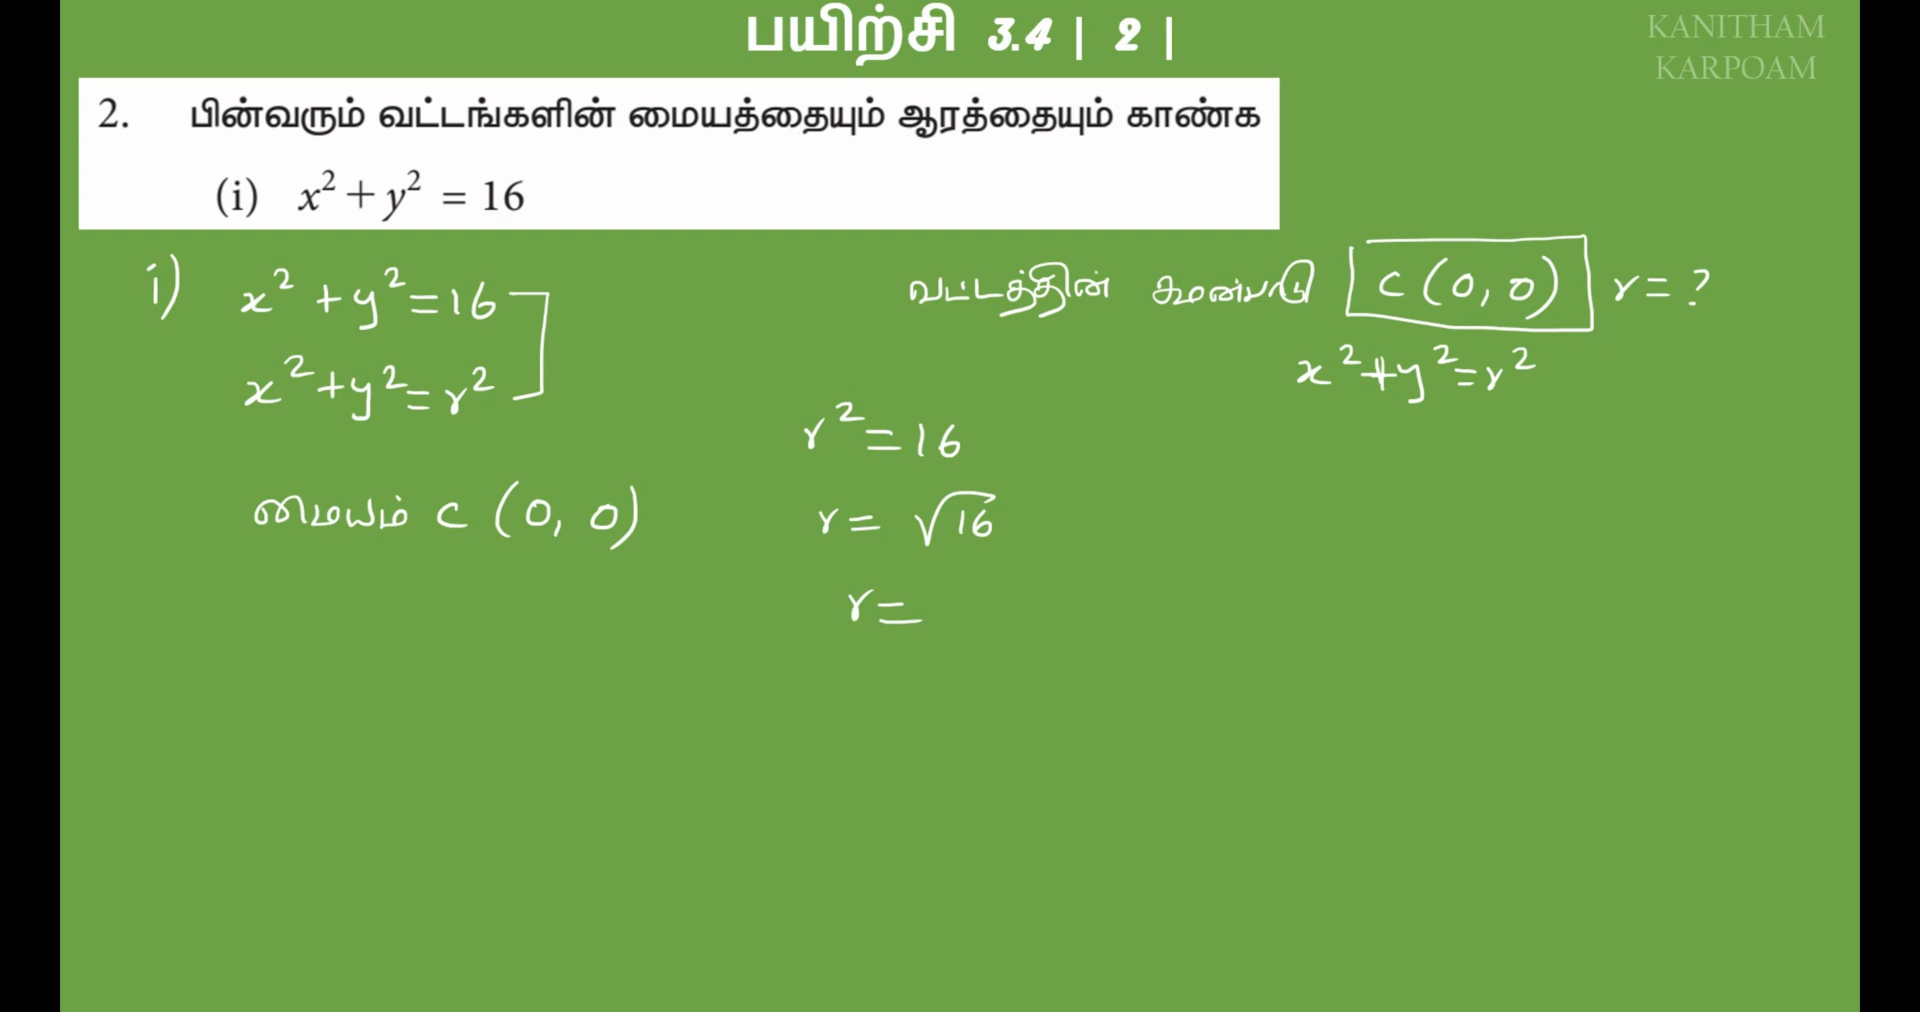 பயிற்சி 3.4 | 2 |
KANITHAM
KARPOAM
2. பின்வரும் வட்டங்களின் மையத்தையும் ஆரத்தையும் காண்க
(i) x² + y² = 16
i) x² + y² = 16
x² + y² = r²
வட்டத்தின் சமன்பாடு C (0, 0) r = ?
x² + y² = r²
மையம் C (0, 0)
r² = 16
r = √16
r =